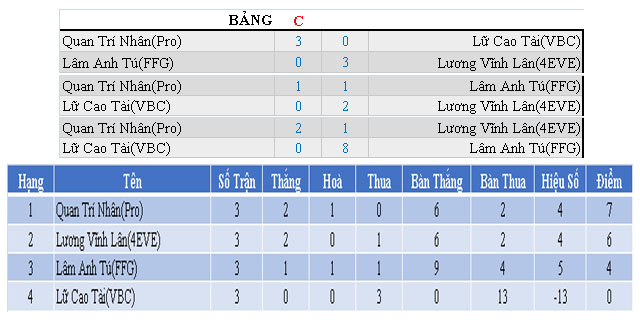 BẢNG C
Quan Trí Nhân(Pro) 3 0 Lữ Cao Tài(VBC)
Lâm Anh Tú(FFG) 0 3 Lương Vĩnh Lân(4EVE)
Quan Trí Nhân(Pro) 1 1 Lâm Anh Tú(FFG)
Lữ Cao Tài(VBC) 0 2 Lương Vĩnh Lân(4EVE)
Quan Trí Nhân(Pro) 2 1 Lương Vĩnh Lân(4EVE)
Lữ Cao Tài(VBC) 0 8 Lâm Anh Tú(FFG)
Hạng Tên Số Trận Thắng Hoà Thua Bàn Thắng Bàn Thua Hiệu Số Điểm
1 Quan Trí Nhân(Pro) 3 2 1 0 6 2 4 7
2 Lương Vĩnh Lân(4EVE) 3 2 0 1 6 2 4 6
3 Lâm Anh Tú(FFG) 3 1 1 1 9 4 5 4
4 Lữ Cao Tài(VBC) 3 0 0 3 0 13 -13 0